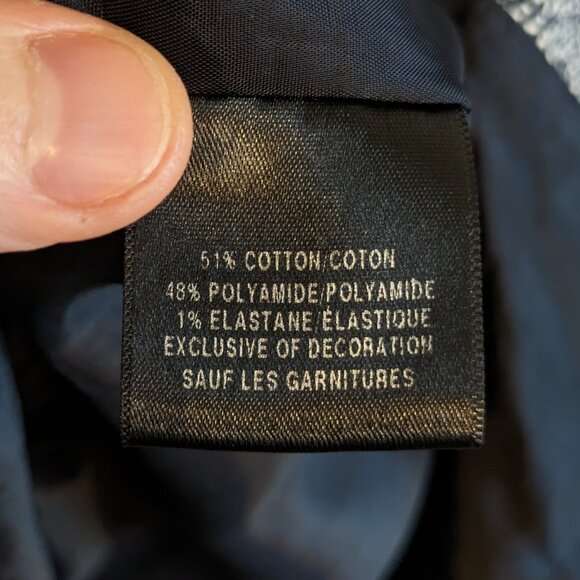 51% COTTON/COTON
48% POLYAMIDE/POLYAMIDE
1% ELASTANE/ÉLASTIQUE
EXCLUSIVE OF DECORATION
SAUF LES GARNITURES